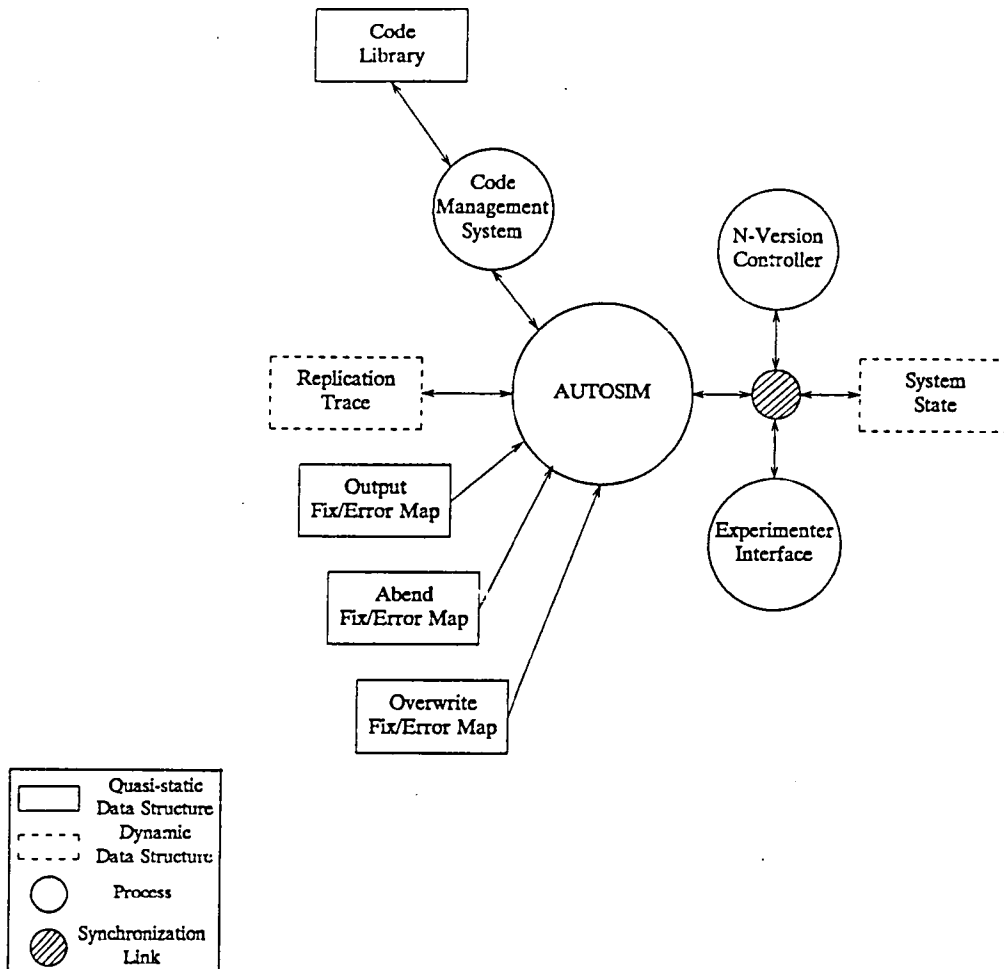 Code
Library
Code
Management
System
N-Version
Controller
Replication
Trace
AUTOSIM
System
State
Output
Fix/Error Map
Experimenter
Interface
Abend
Fix/Error Map
Overwrite
Fix/Error Map
Quasi-static
Data Structure
Dynamic
Data Structure
Process
Synchronization
Link